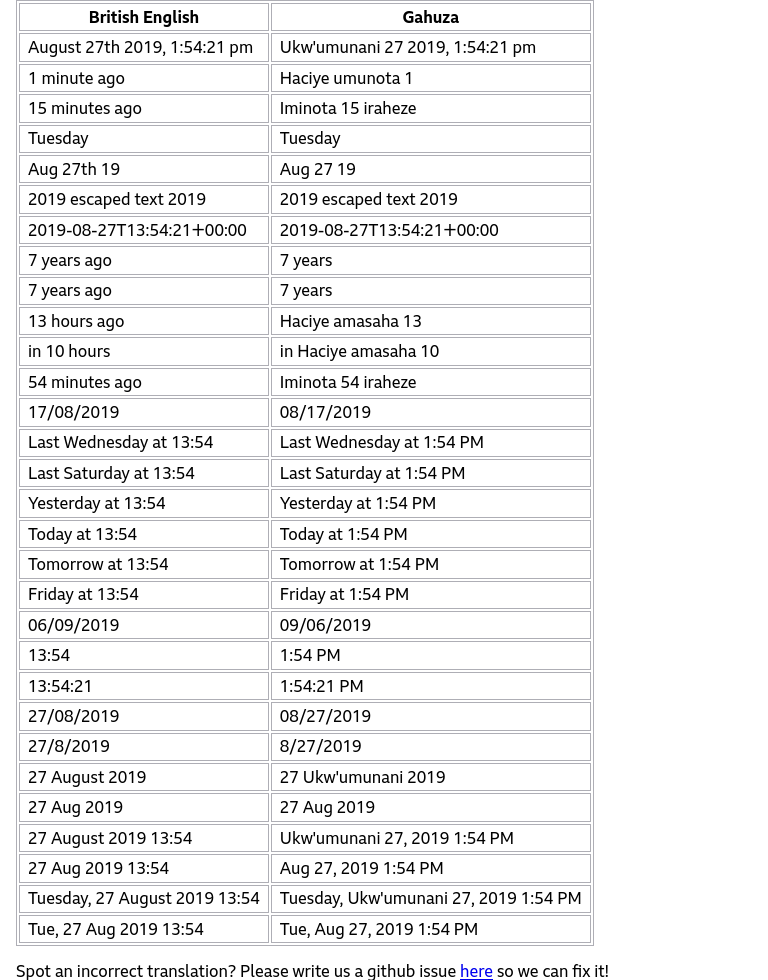 British English Gahuza
August 27th 2019, 1:54:21 pm Ukw'umunani 27 2019, 1:54:21 pm
1 minute ago Haciye umunota 1
15 minutes ago Iminota 15 iraheze
Tuesday Tuesday
Aug 27th 19 Aug 27 19
2019 escaped text 2019 2019 escaped text 2019
2019-08-27T13:54:21+00:00 2019-08-27T13:54:21+00:00
7 years ago 7 years
7 years ago 7 years
13 hours ago Haciye amasaha 13
in 10 hours in Haciye amasaha 10
54 minutes ago Iminota 54 iraheze
17/08/2019 08/17/2019
Last Wednesday at 13:54 Last Wednesday at 1:54 PM
Last Saturday at 13:54 Last Saturday at 1:54 PM
Yesterday at 13:54 Yesterday at 1:54 PM
Today at 13:54 Today at 1:54 PM
Tomorrow at 13:54 Tomorrow at 1:54 PM
Friday at 13:54 Friday at 1:54 PM
06/09/2019 09/06/2019
13:54 1:54 PM
13:54:21 1:54:21 PM
27/08/2019 08/27/2019
27/8/2019 8/27/2019
27 August 2019 27 Ukw'umunani 2019
27 Aug 2019 27 Aug 2019
27 August 2019 13:54 Ukw'umunani 27, 2019 1:54 PM
27 Aug 2019 13:54 Aug 27, 2019 1:54 PM
Tuesday, 27 August 2019 13:54 Tuesday, Ukw'umunani 27, 2019 1:54 PM
Tue, 27 Aug 2019 13:54 Tue, Aug 27, 2019 1:54 PM
Spot an incorrect translation? Please write us a github issue here so we can fix it!